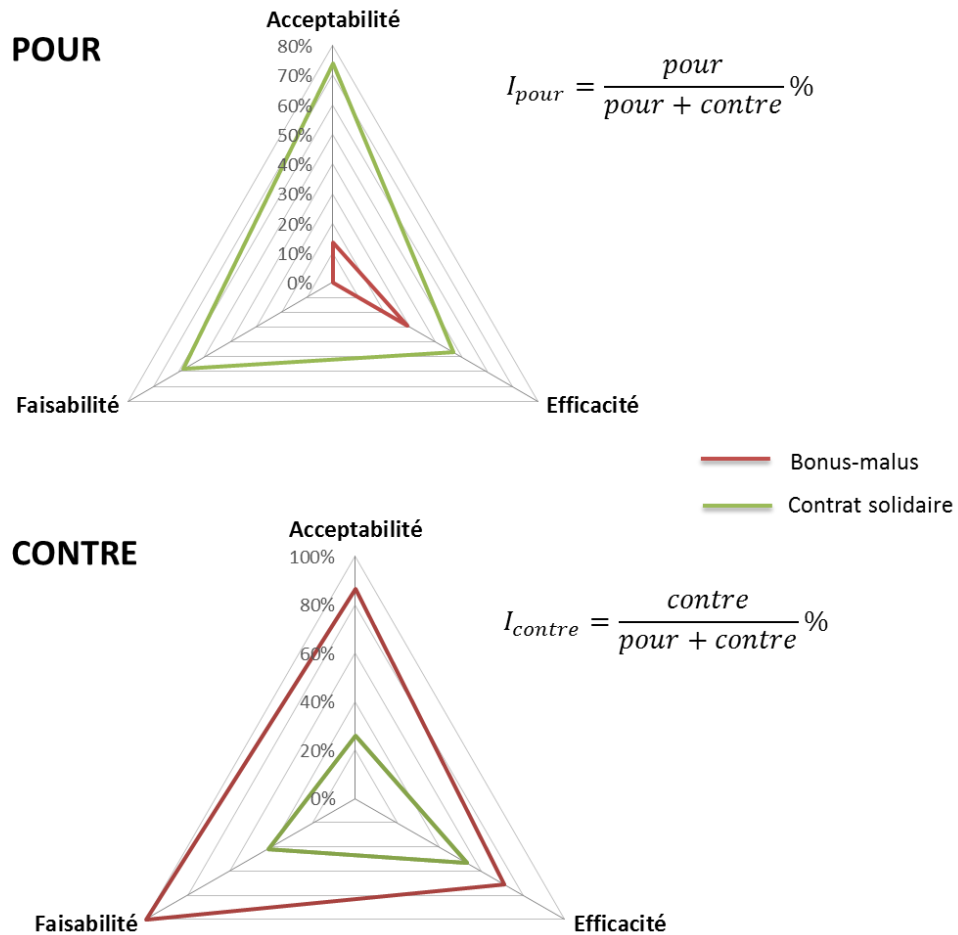 POUR
Acceptabilité
80%
70%
60%
50%
40%
30%
20%
10%
0%
Faisabilité
Efficacité
I_pour = pour / (pour + contre) %
Bonus-malus
Contrat solidaire
CONTRE
Acceptabilité
100%
80%
60%
40%
20%
0%
Faisabilité
Efficacité
I_contre = contre / (pour + contre) %